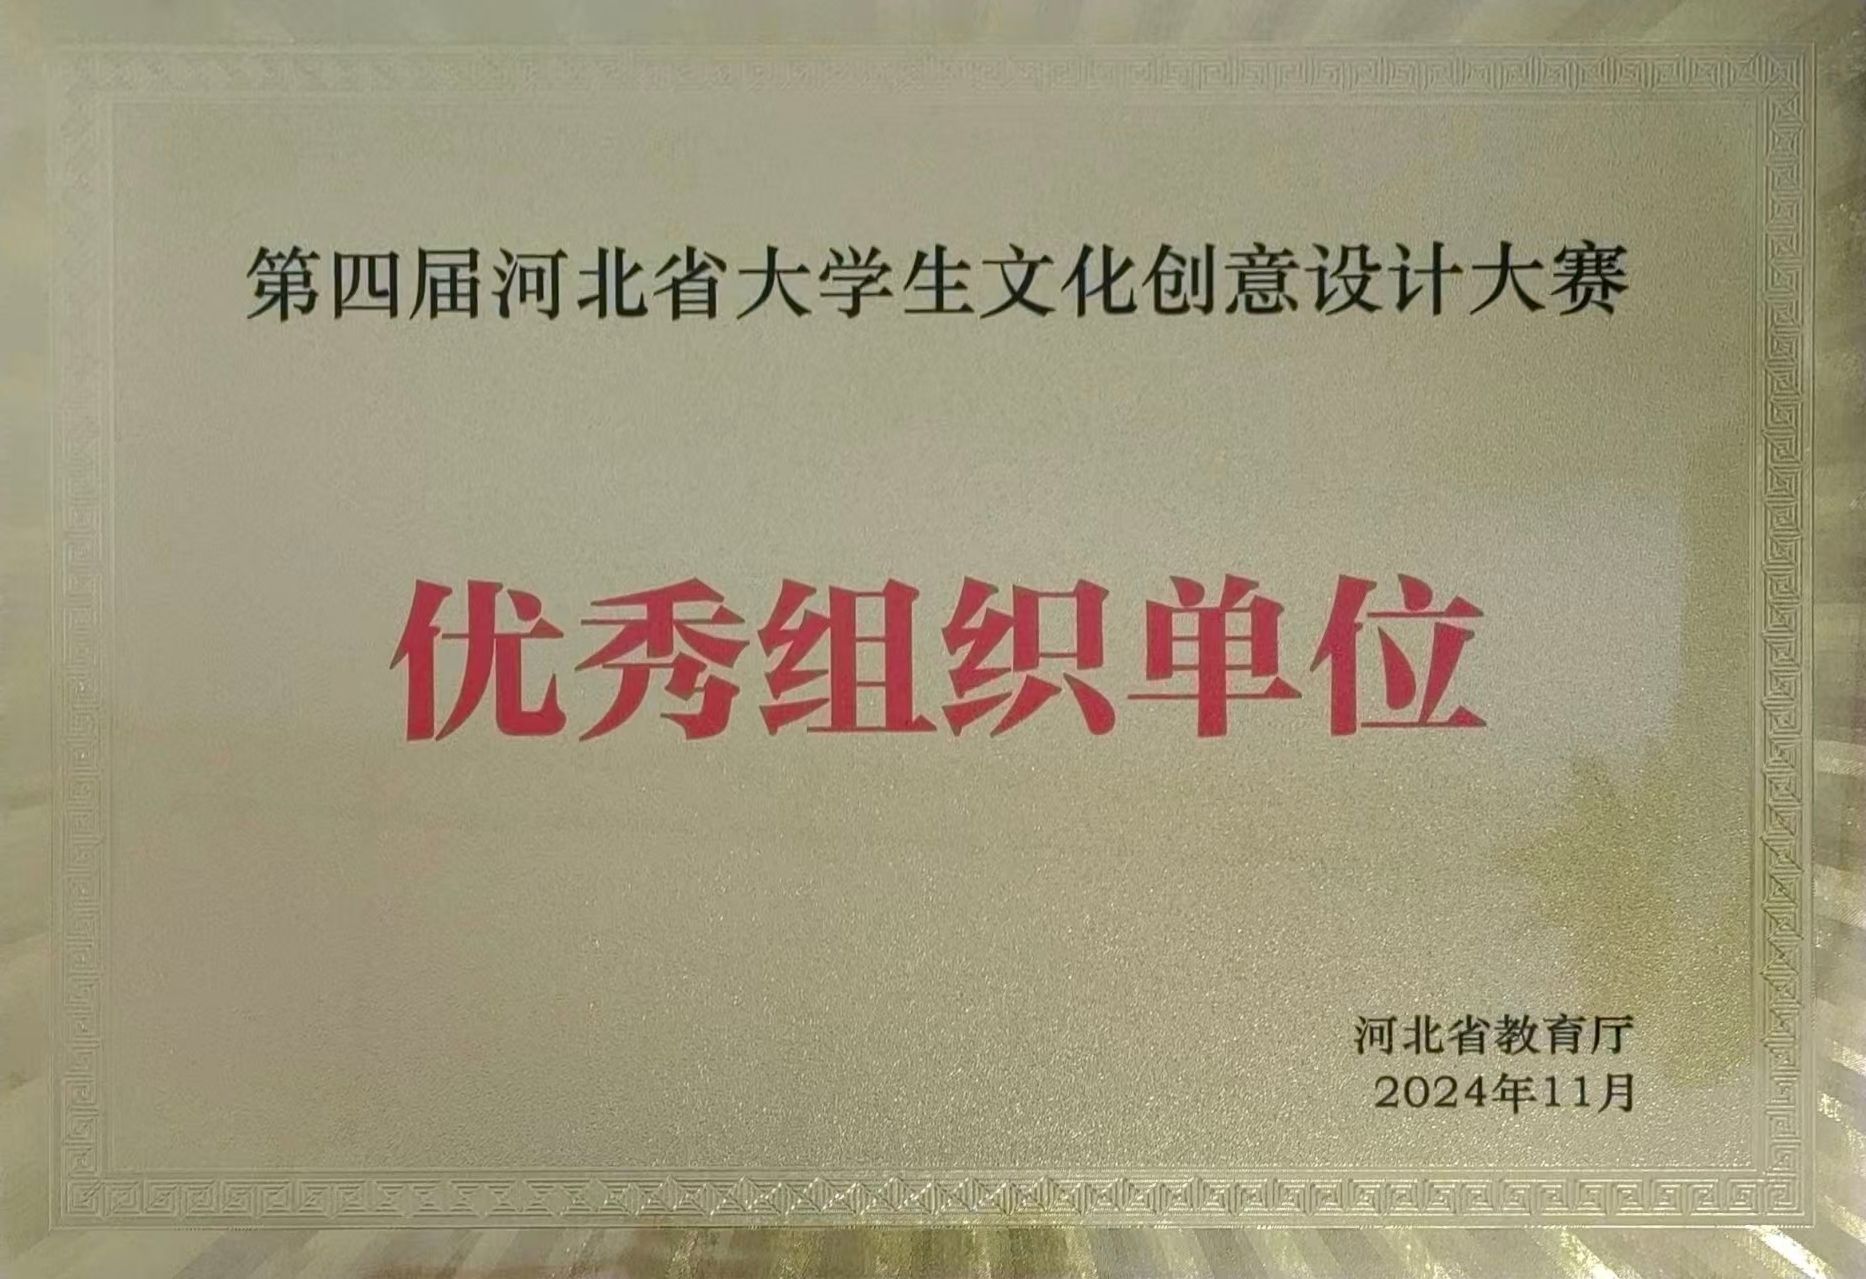 第四届河北省大学生文化创意设计大赛
优秀组织单位
河北省教育厅
2024年11月